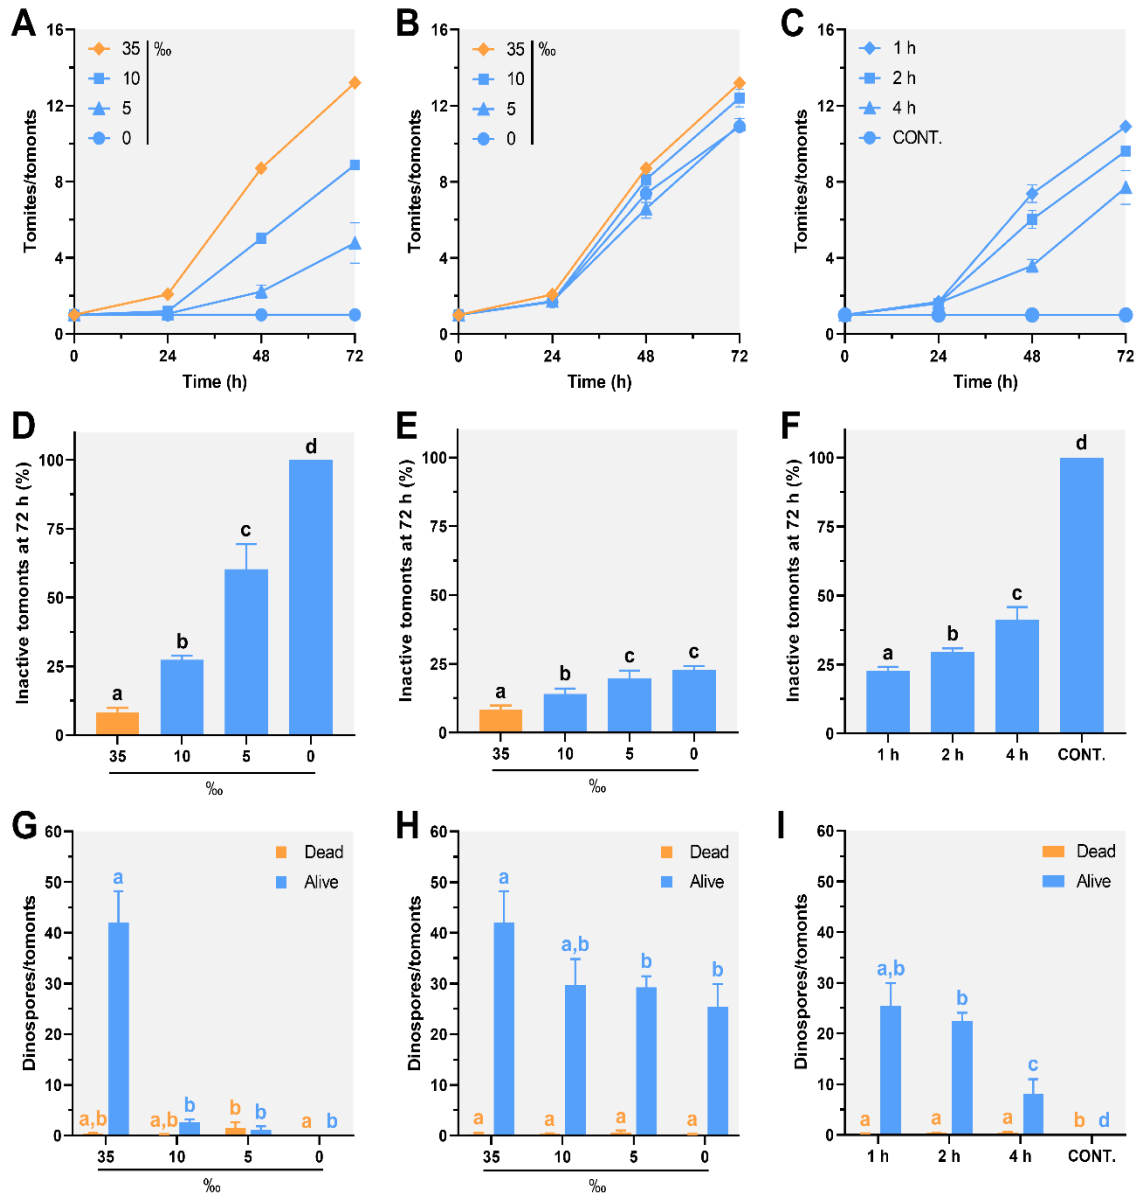 A
Tomites/tomonts
16
12
8
4
0
35
10
5
0
‰
0 24 48 72
Time (h)
B
Tomites/tomonts
16
12
8
4
0
35
10
5
0
‰
0 24 48 72
Time (h)
C
Tomites/tomonts
16
12
8
4
0
1 h
2 h
4 h
CONT.
0 24 48 72
Time (h)
D
Inactive tomonts at 72 h (%)
100
75
50
25
0
a b c d
35 10 5 0
‰
E
Inactive tomonts at 72 h (%)
100
75
50
25
0
a b c c
35 10 5 0
‰
F
Inactive tomonts at 72 h (%)
100
75
50
25
0
a b c d
1 h 2 h 4 h CONT.
G
Dinospores/tomonts
60
50
40
30
20
10
0
Dead
Alive
a
a,b a,b b b b a b
35 10 5 0
‰
H
Dinospores/tomonts
60
50
40
30
20
10
0
Dead
Alive
a a,b b b
a a a a
35 10 5 0
‰
I
Dinospores/tomonts
60
50
40
30
20
10
0
Dead
Alive
a,b b c
a a a b d
1 h 2 h 4 h CONT.